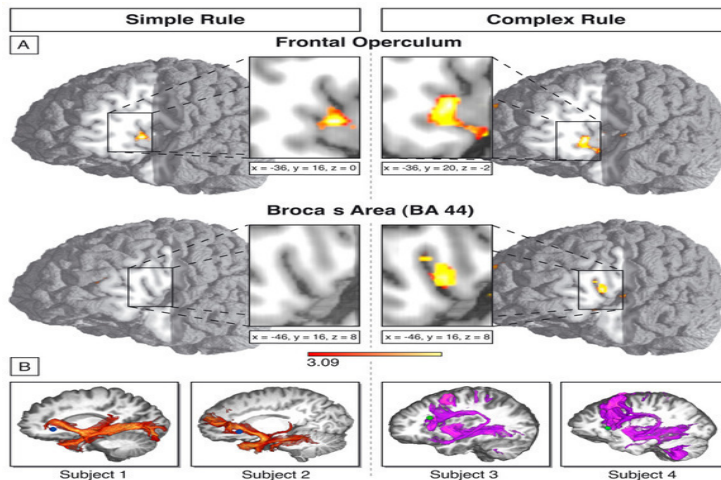 Simple Rule
Complex Rule
A
Frontal Operculum
x = -36, y = 16, z = 0
x = -36, y = 20, z = -2
Broca s Area (BA 44)
x = -46, y = 16, z = 8
x = -46, y = 16, z = 8
3.09
B
Subject 1
Subject 2
Subject 3
Subject 4